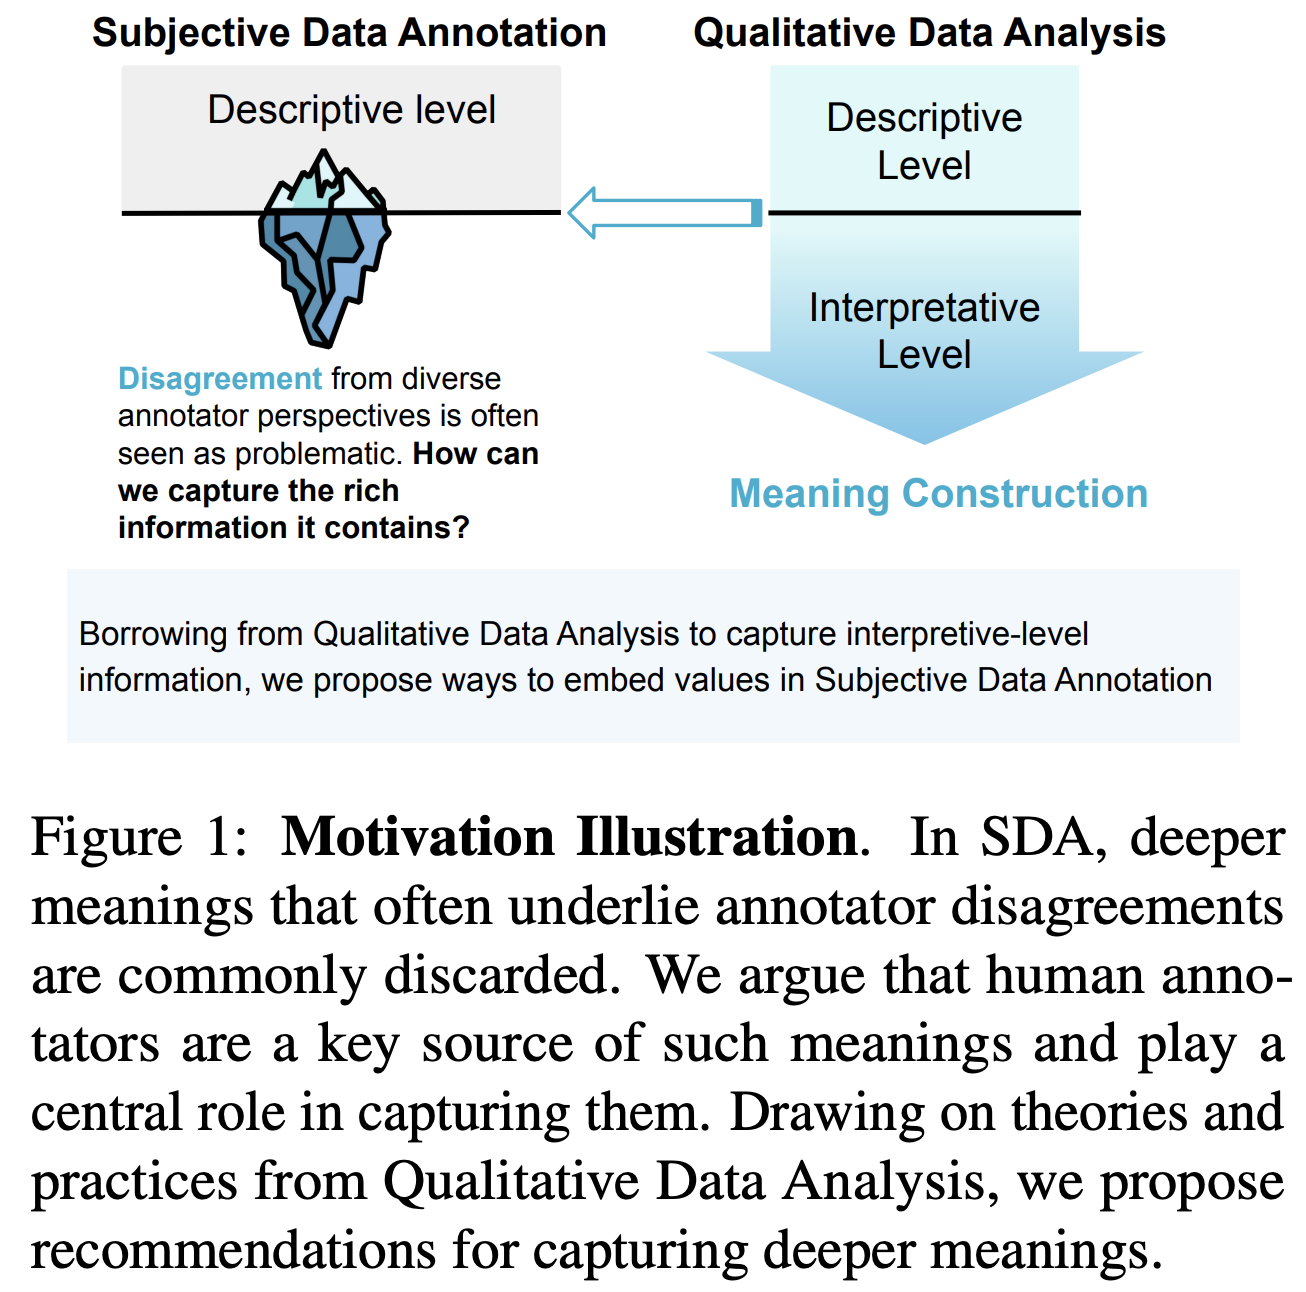 Subjective Data Annotation
Descriptive level
Disagreement from diverse
annotator perspectives is often
seen as problematic. How can
we capture the rich
information it contains?
Qualitative Data Analysis
Descriptive
Level
Interpretative
Level
Meaning Construction
Borrowing from Qualitative Data Analysis to capture interpretive-level
information, we propose ways to embed values in Subjective Data Annotation
Figure 1: Motivation Illustration. In SDA, deeper
meanings that often underlie annotator disagreements
are commonly discarded. We argue that human anno-
tators are a key source of such meanings and play a
central role in capturing them. Drawing on theories and
practices from Qualitative Data Analysis, we propose
recommendations for capturing deeper meanings.